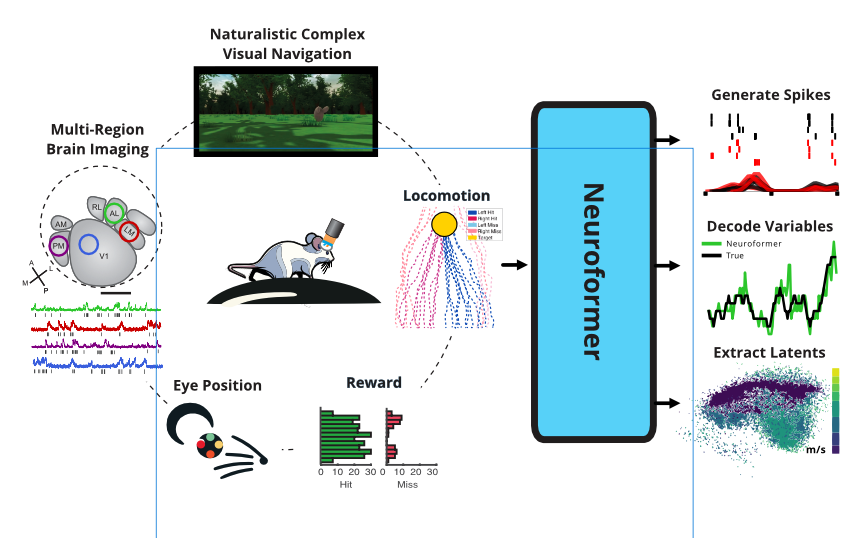 Naturalistic Complex
Visual Navigation
Multi-Region
Brain Imaging
RL
AL
AM
LM
PM
V1
A
L
M
P
Locomotion
Left Hit
Right Hit
Left Miss
Right Miss
Target
Eye Position
Reward
0 10 20 30
0 10 20 30
Hit
Miss
Neuroformer
Generate Spikes
Decode Variables
Neuroformer
True
Extract Latents
m/s